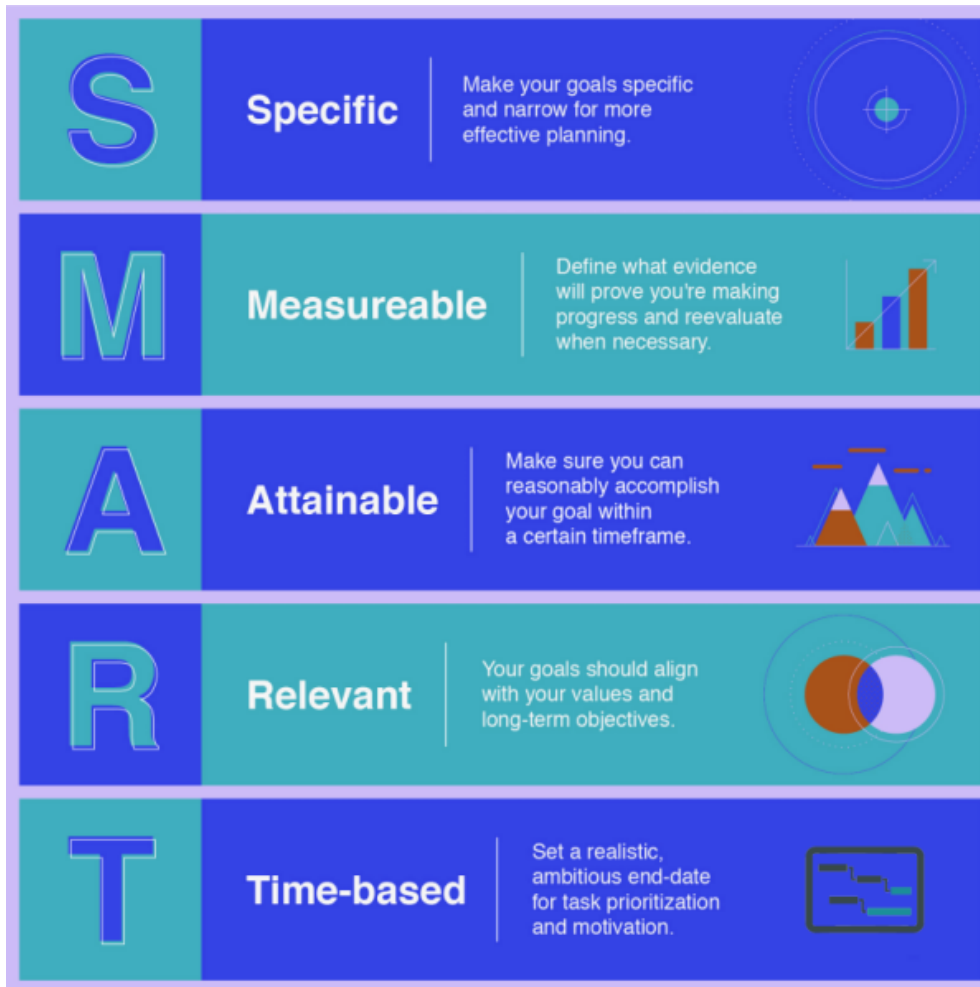 S
Specific
Make your goals specific
and narrow for more
effective planning.
M
Measureable
Define what evidence
will prove you're making
progress and reevaluate
when necessary.
A
Attainable
Make sure you can
reasonably accomplish
your goal within
a certain timeframe.
R
Relevant
Your goals should align
with your values and
long-term objectives.
T
Time-based
Set a realistic,
ambitious end-date
for task prioritization
and motivation.